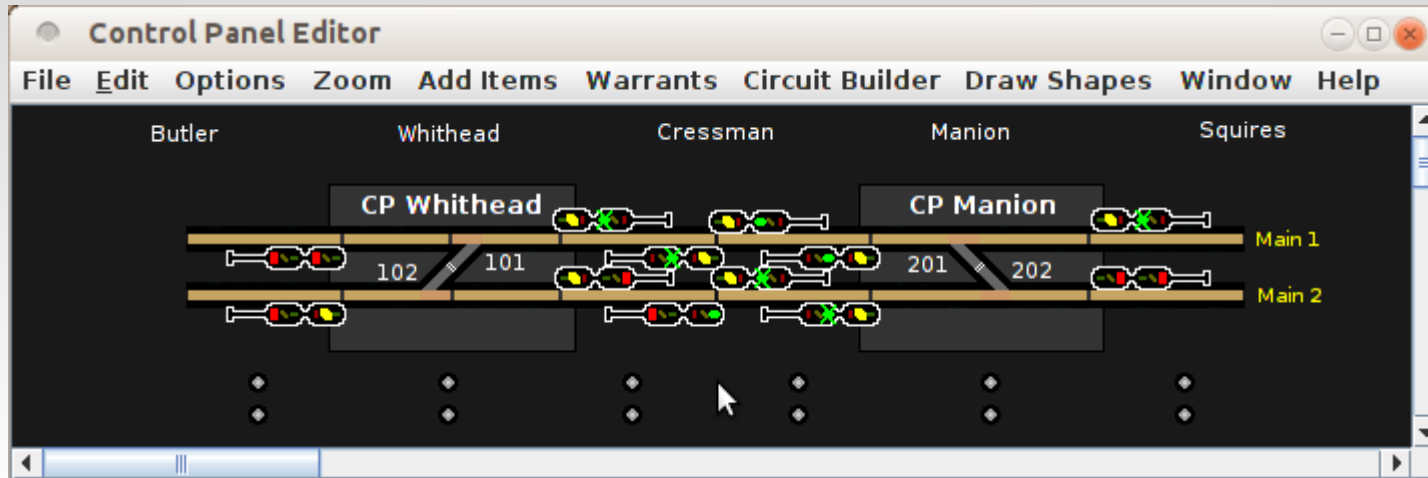 Control Panel Editor
File Edit Options Zoom Add Items Warrants Circuit Builder Draw Shapes Window Help
Butler Whithead Cressman Manion Squires
CP Whithead CP Manion
Main 1
102 101 201 202
Main 2